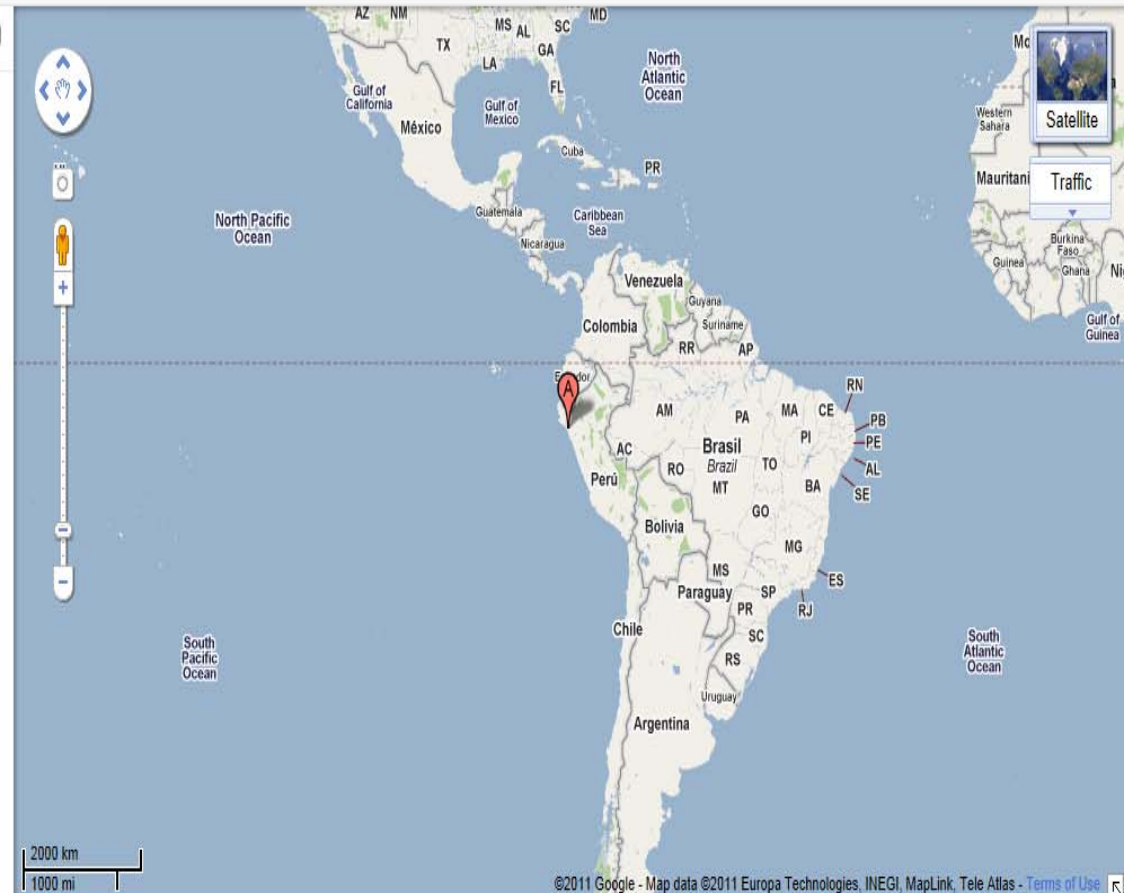 AZ
NM
MS
AL
SC
MD
TX
LA
GA
FL
North
Atlantic
Ocean
Gulf of
California
Gulf of
Mexico
México
Cuba
PR
Western
Sahara
Satellite
Traffic
Mauritani
Guatemala
Caribbean
Sea
Nicaragua
North Pacific
Ocean
Burkina
Faso
Guinea
Ghana
Gulf of
Guinea
Venezuela
Guyana
Suriname
Colombia
RR
AP
A
AM
PA
MA
CE
RN
PB
PE
AL
SE
PI
AC
RO
Brasil
Brazil
TO
MT
BA
Perú
GO
Bolivia
MG
MS
ES
Paraguay
SP
RJ
PR
Chile
SC
RS
South
Pacific
Ocean
South
Atlantic
Ocean
Uruguay
Argentina
2000 km
1000 mi
©2011 Google - Map data ©2011 Europa Technologies, INEGI, MapLink, Tele Atlas - Terms of Use